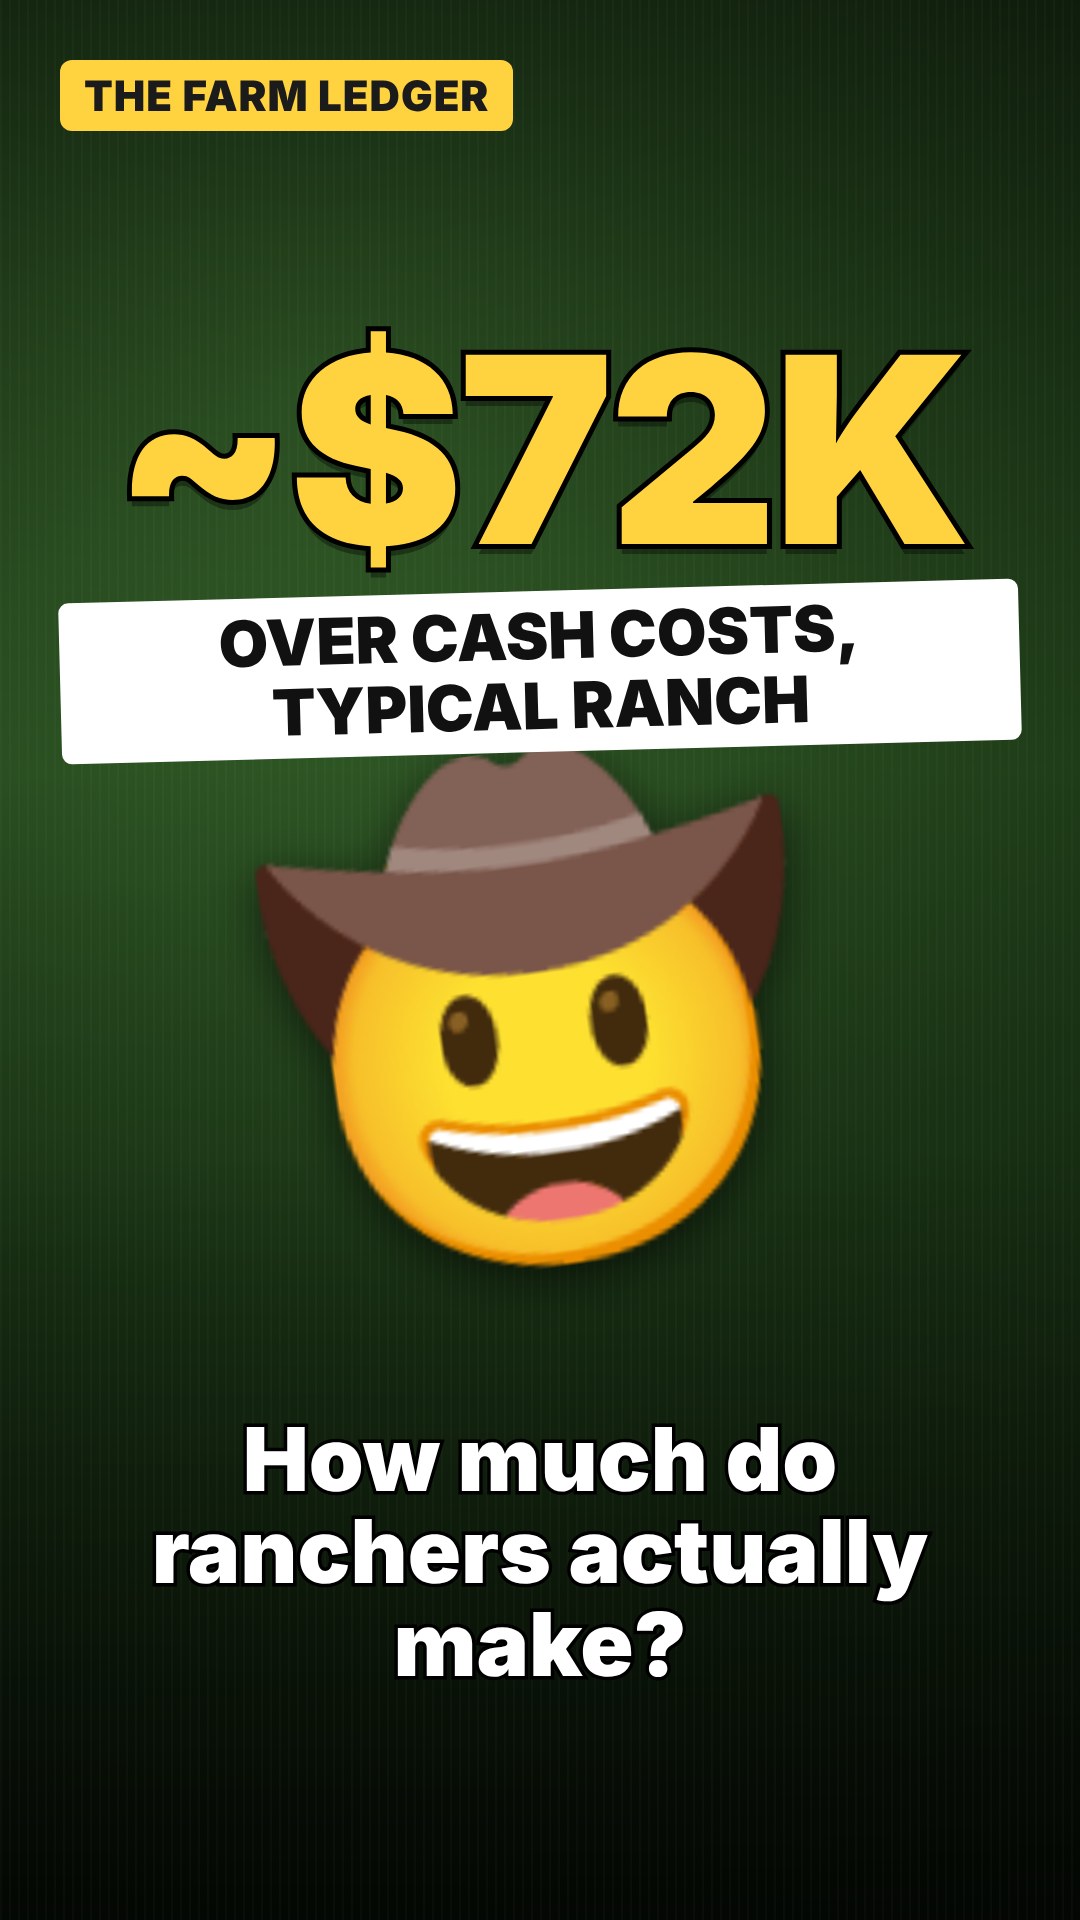 THE FARM LEDGER
~$72K
OVER CASH COSTS,
TYPICAL RANCH
How much do
ranchers actually
make?